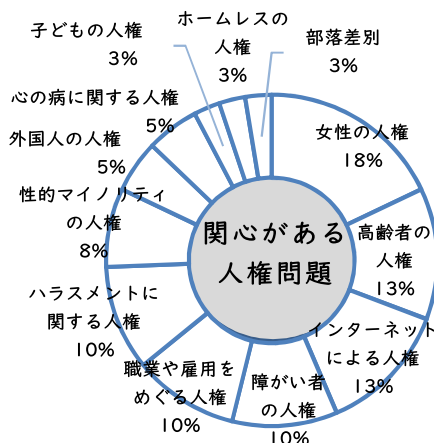 関心がある
人権問題
女性の人権
18%
高齢者の
人権
13%
インターネット
による人権
13%
障がい者
の人権
10%
職業や雇用を
めぐる人権
10%
ハラスメントに
関する人権
10%
性的マイノリティ
の人権
8%
外国人の人権
5%
心の病に関する人権
5%
子どもの人権
3%
ホームレスの
人権
3%
部落差別
3%